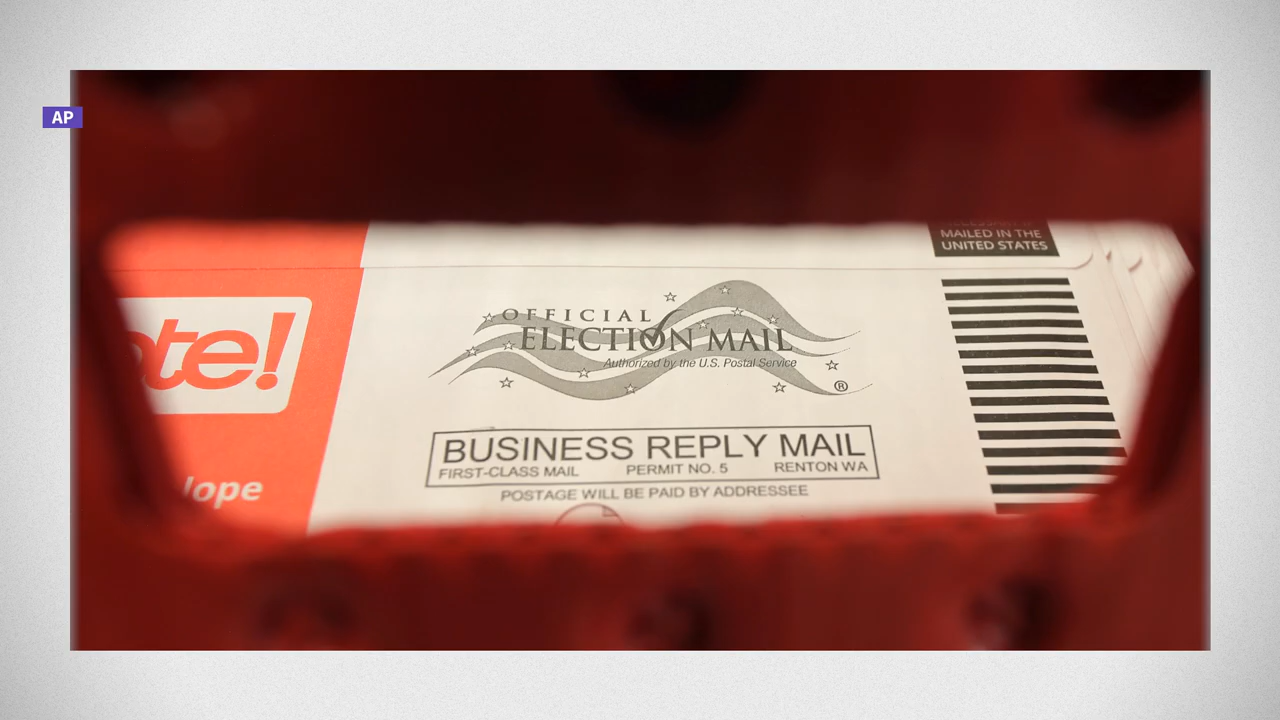 AP
MAILED IN THE
UNITED STATES
OFFICIAL
ELECTION MAIL
Authorized by the U.S. Postal Service
®
ote!
BUSINESS REPLY MAIL
FIRST-CLASS MAIL PERMIT NO. 5 RENTON WA
POSTAGE WILL BE PAID BY ADDRESSEE
lope